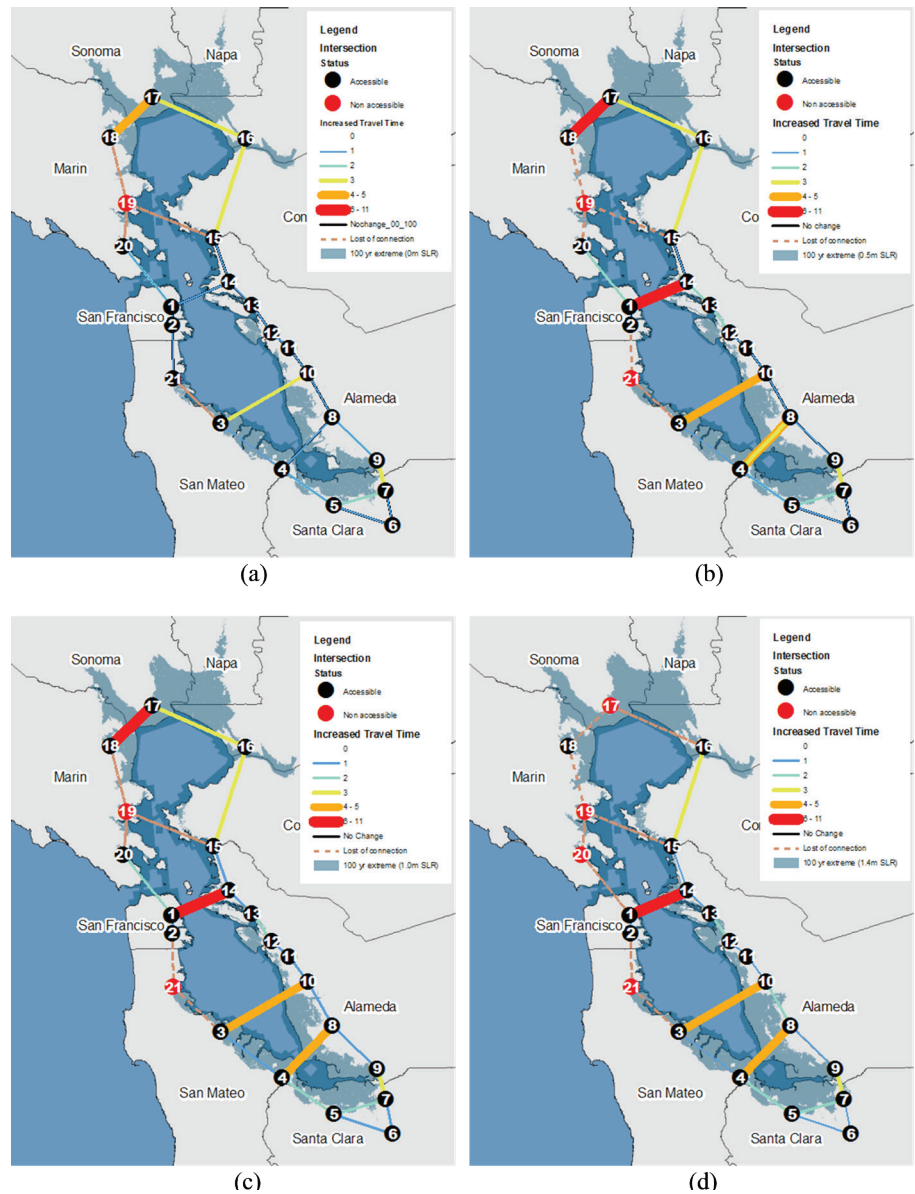 Sonoma
Napa
Marin
Con
San Francisco
Alameda
San Mateo
Santa Clara
17
18
16
19
20
15
14
1
13
2
12
11
21
10
3
8
4
9
7
5
6
Legend
Intersection
Status
Accessible
Non accessible
Increased Travel Time
0
1
2
3
4 - 5
6 - 11
Nochange_00_100
Lost of connection
100 yr extreme (0m SLR)
(a)
Sonoma
Napa
Marin
Co
San Francisco
Alameda
San Mateo
Santa Clara
17
18
16
19
20
15
14
1
13
2
12
11
21
10
3
8
4
9
7
5
6
Legend
Intersection
Status
Accessible
Non accessible
Increased Travel Time
0
1
2
3
4 - 5
6 - 11
No change
Lost of connection
100 yr extreme (0.5m SLR)
(b)
Sonoma
Napa
Marin
Co
San Francisco
Alameda
San Mateo
Santa Clara
17
18
16
19
20
15
14
1
13
2
12
11
21
10
3
8
4
9
7
5
6
Legend
Intersection
Status
Accessible
Non accessible
Increased Travel Time
0
1
2
3
4 - 5
6 - 11
No Change
Lost of connection
100 yr extreme (1.0m SLR)
(c)
Sonoma
Napa
Marin
Co
San Francisco
Alameda
San Mateo
Santa Clara
17
18
16
19
20
15
14
1
13
2
12
11
21
10
3
8
4
9
7
5
6
Legend
Intersection
Status
Accessible
Non accessible
Increased Travel Time
0
1
2
3
4 - 5
6 - 11
No Change
Lost of connection
100 yr extreme (1.4m SLR)
(d)